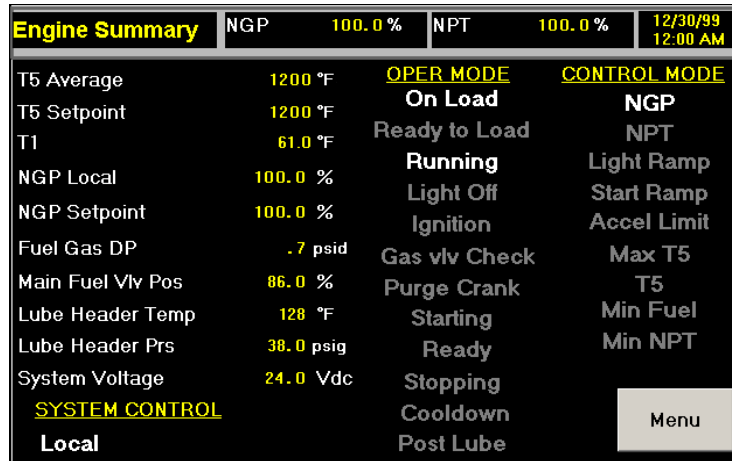 Engine Summary NGP 100.0% NPT 100.0% 12/30/99
12:00 AM
T5 Average 1200 °F
T5 Setpoint 1200 °F
T1 61.0 °F
NGP Local 100.0 %
NGP Setpoint 100.0 %
Fuel Gas DP .7 psid
Main Fuel Vlv Pos 86.0 %
Lube Header Temp 128 °F
Lube Header Prs 38.0 psig
System Voltage 24.0 Vdc
SYSTEM CONTROL
Local
OPER MODE
On Load
Ready to Load
Running
Light Off
Ignition
Gas vlv Check
Purge Crank
Starting
Ready
Stopping
Cooldown
Post Lube
CONTROL MODE
NGP
NPT
Light Ramp
Start Ramp
Accel Limit
Max T5
T5
Min Fuel
Min NPT
Menu